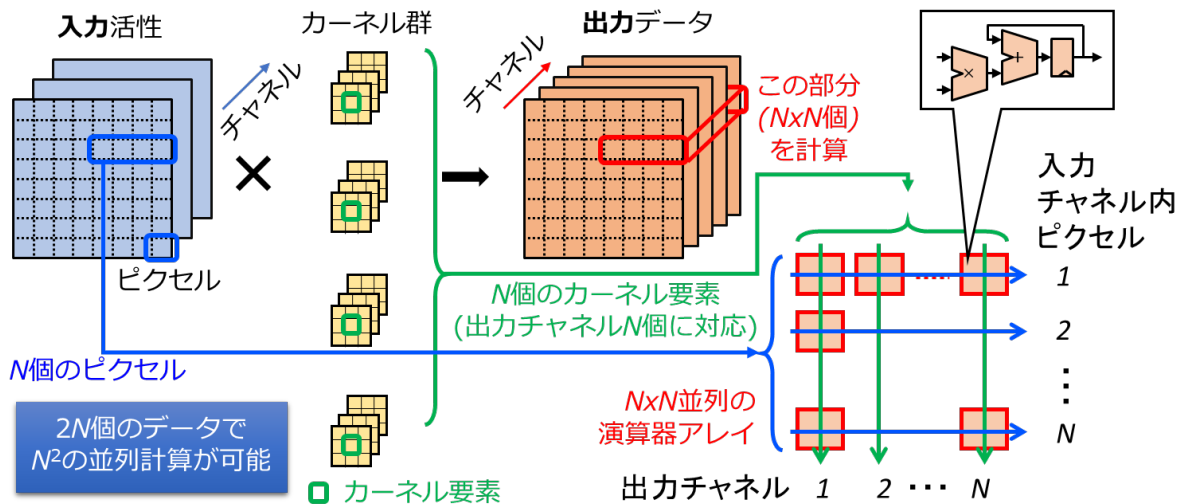 入力活性
カーネル群
出力データ
チャネル
チャネル
この部分
(NxN個)
を計算
×
+
入力
チャネル内
ピクセル
ピクセル
N個のカーネル要素
(出力チャネルN個に対応)
1
2
N個のピクセル
NxN並列の
演算器アレイ
N
2N個のデータで
N²の並列計算が可能
カーネル要素
出力チャネル 1 2 ••• N